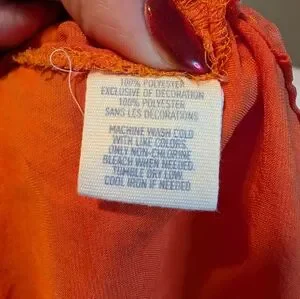 100% POLYESTER
EXCLUSIVE OF DECORATION
100% POLYESTER
SANS LES DÉCORATIONS
MACHINE WASH COLD
WITH LIKE COLORS,
ONLY NON-CHLORINE
BLEACH WHEN NEEDED.
TUMBLE DRY LOW
COOL IRON IF NEEDED